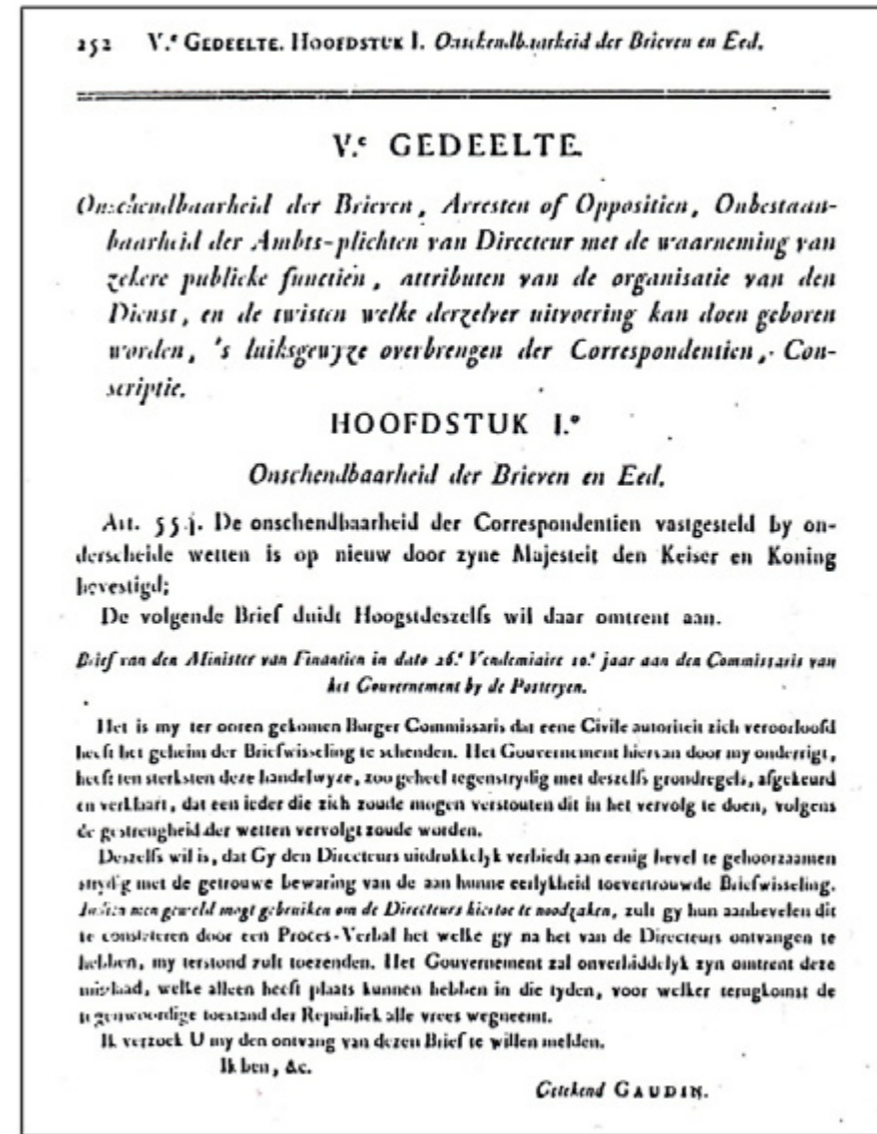 252 V.e GEDEELTE. HOOFDSTUK I. Onschendbaarheid der Brieven en Eed.
V.e GEDEELTE.
Onschendbaarheid der Brieven, Arresten of Oppositien, Onbestaan-
baarheid der Ambts-plichten van Directeur met de waarneming van
zekere publicke functien, attributen van de organisatie van den
Dienst, en de twisten welke derzelver uitvoering kan doen geboren
worden, 's luiksgewyze overbrengen der Correspondentien, Con-
scriptie.
HOOFDSTUK I.e
Onschendbaarheid der Brieven en Eed.
Art. 554. De onschendbaarheid der Correspondentien vastgesteld by on-
derscheide wetten is op nieuw door zyne Majesteit den Keiser en Koning
bevestigd;
De volgende Brief duidt Hoogstdeszelfs wil daar omtrent aan.
Brief van den Minister van Finantien in dato 26.e Vendemiaire 10.e jaar aan den Commissaris van
het Gouvernement by de Posteryen.
Het is my ter ooren gekomen Burger Commissaris dat eene Civile autoriteit zich veroorloofd
heeft het geheim der Briefwisseling te schenden. Het Gouvernement hiervan door my onderrigt,
heeft ten sterksten deze handelwyze, zoo geheel tegenstrydig met deszelfs grondregels, afgekeurd
en verklaart, dat een ieder die zich zoude mogen verstouten dit in het vervolg te doen, volgens
de gestrengheid der wetten vervolgt zoude worden.
Deszelfs wil is, dat Gy den Directeurs uitdrukkelyk verbiedt aan eenig bevel te gehoorzaamen
strydig met de getrouwe bewaring van de aan hunne eerlykheid toevertrouwde Briefwisseling.
Indien men geweld mogt gebruiken om de Directeurs hiertoe te noodzaken, zult gy hun aanbevelen dit
te constateren door een Proces-Verbal het welke gy na het van de Directeurs ontvangen te
hebben, my terstond zult toezenden. Het Gouvernement zal onverbiddelyk zyn omtrent deze
misdaad, welke alleen heeft plaats kunnen hebben in die tyden, voor welker terugkomst de
tegenwoordige toestand der Republiek alle vrees wegneemt.
Ik verzoek U my den ontvang van dezen Brief te willen melden.
Ik ben, &c.
Getekend GAUDIN.